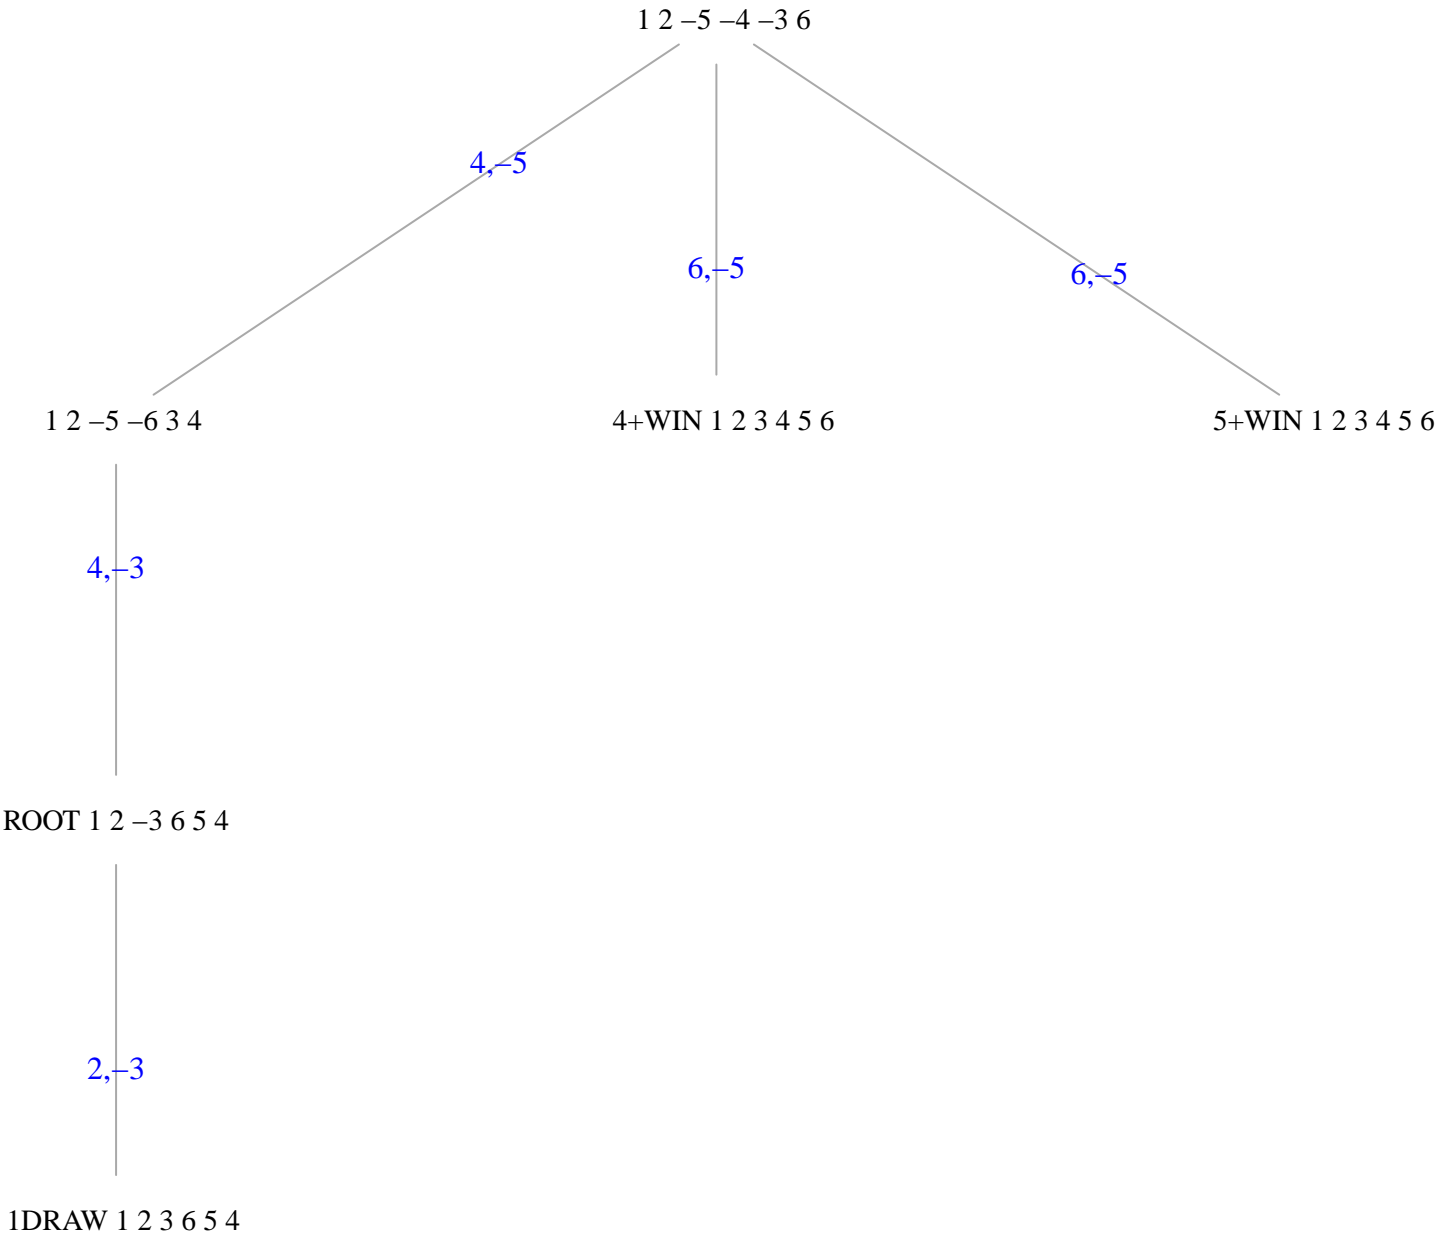 1 2 –5 –4 –3 6
4,–5
6,–5
6,–5
1 2 –5 –6 3 4
4+WIN 1 2 3 4 5 6
5+WIN 1 2 3 4 5 6
4,–3
ROOT 1 2 –3 6 5 4
2,–3
1DRAW 1 2 3 6 5 4